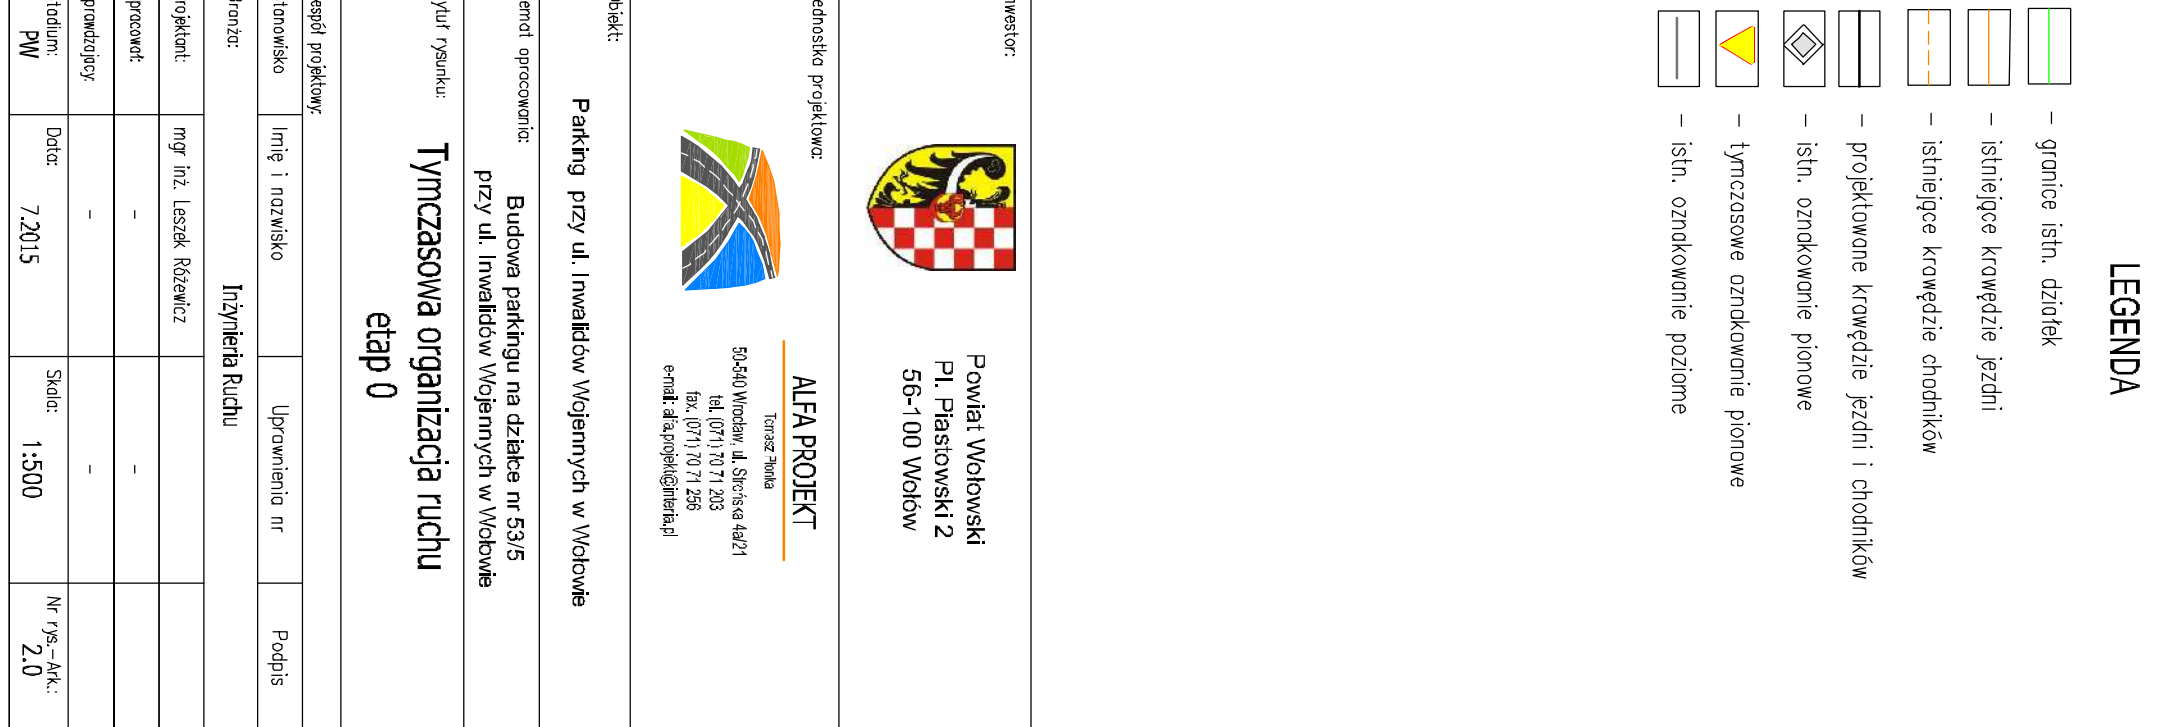 LEGENDA
– granice istn. działek
– istniejące krawędzie jezdni
– istniejące krawędzie chodników
– projektowane krawędzie jezdni i chodników
– istn. oznakowanie pionowe
– tymczasowe oznakowanie pionowe
– istn. oznakowanie poziome
nwestor:
Powiat Wołowski
Pl. Piastowski 2
56-100 Wołów
ednostka projektowa:
ALFA PROJEKT
Tomasz Płonka
50-540 Wrocław, ul. Strońska 4a/21
tel. (071) 70 71 203
fax. (071) 70 71 256
e-mail: alfa.projekt@interia.pl
biekt:
Parking przy ul. Inwalidów Wojennych w Wołowie
emat opracowania:
Budowa parkingu na działce nr 53/5
przy ul. Inwalidów Wojennych w Wołowie
ytuł rysunku:
Tymczasowa organizacja ruchu
etap 0
espół projektowy:
tanowisko Imię i nazwisko Uprawnienia nr Podpis
ranża: Inżynieria Ruchu
rojektant: mgr inż. Leszek Różewicz
pracował: - -
prawdzający: - -
tadium: Data: Skala: Nr rys.–Ark.:
PW 7.2015 1:500 2.0